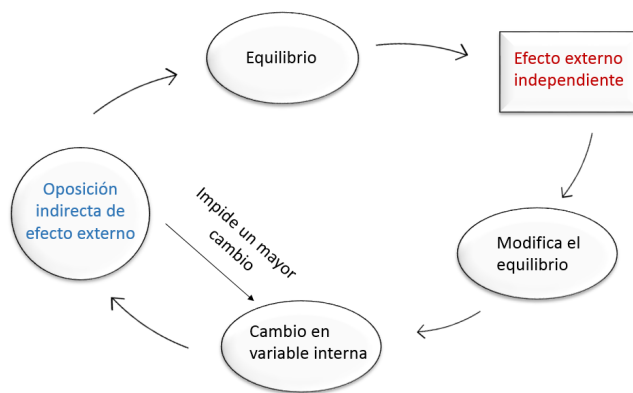 Equilibrio
Efecto externo
independiente
Modifica el
equilibrio
Cambio en
variable interna
Impide un mayor
cambio
Oposición
indirecta de
efecto externo